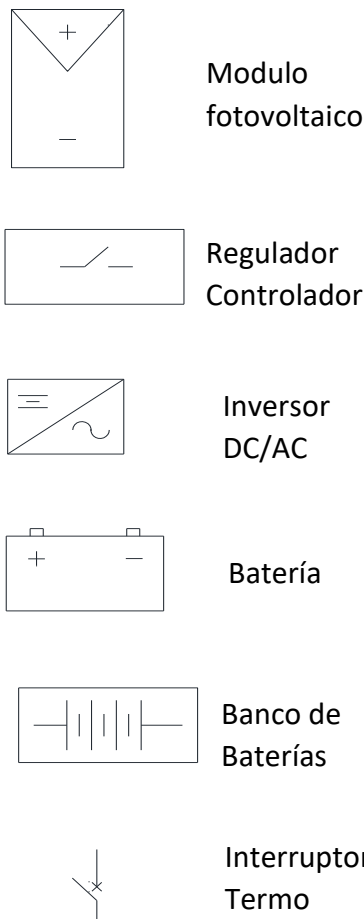 Modulo
fotovoltaico
Regulador
Controlador
Inversor
DC/AC
Batería
Banco de
Baterías
Interruptor
Termo